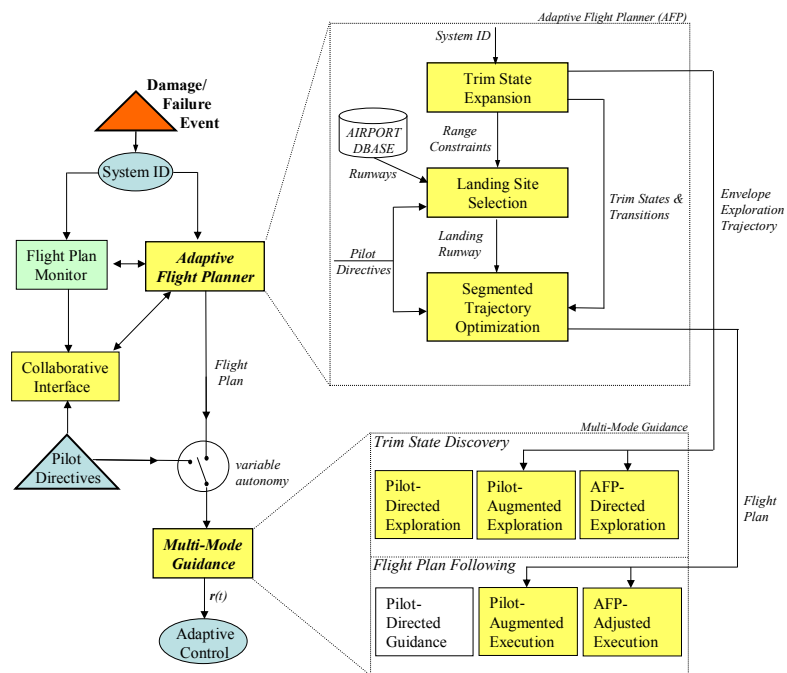 Adaptive Flight Planner (AFP)
System ID
Damage/
Failure
Event
Trim State
Expansion
AIRPORT
DBASE
Range
Constraints
System ID
Runways
Landing Site
Selection
Envelope
Exploration
Trajectory
Trim States &
Transitions
Flight Plan
Monitor
Adaptive
Flight Planner
Pilot
Directives
Landing
Runway
Segmented
Trajectory
Optimization
Collaborative
Interface
Flight
Plan
Pilot
Directives
variable
autonomy
Multi-Mode Guidance
Trim State Discovery
Pilot-
Directed
Exploration
Pilot-
Augmented
Exploration
AFP-
Directed
Exploration
Flight
Plan
Multi-Mode
Guidance
Flight Plan Following
r(t)
Pilot-
Directed
Guidance
Pilot-
Augmented
Execution
AFP-
Adjusted
Execution
Adaptive
Control